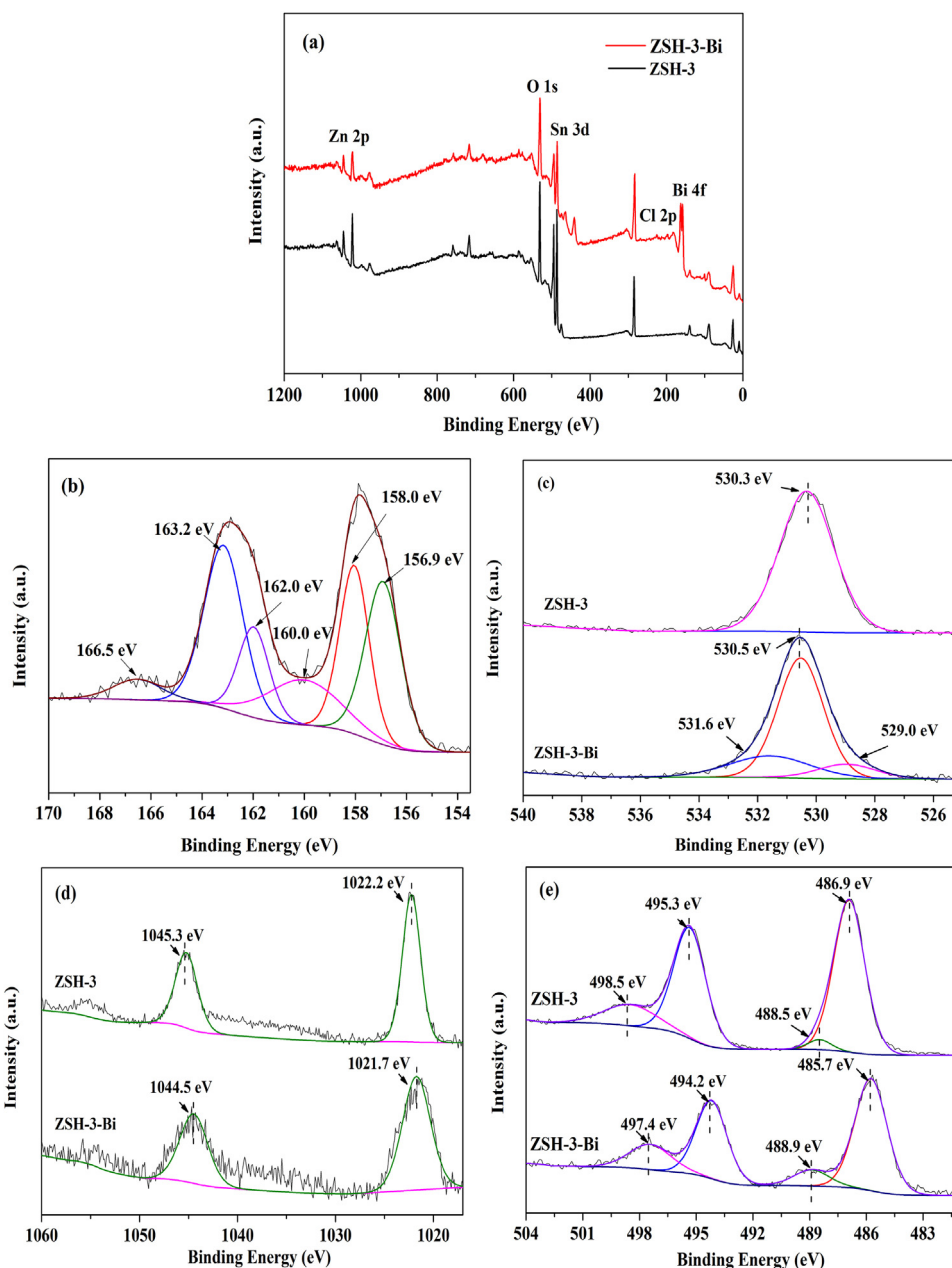 (a)
ZSH-3-Bi
ZSH-3
O 1s
Zn 2p
Sn 3d
Bi 4f
Cl 2p
Intensity (a.u.)
1200 1000 800 600 400 200 0
Binding Energy (eV)
(b)
163.2 eV
158.0 eV
156.9 eV
162.0 eV
160.0 eV
166.5 eV
Intensity (a.u.)
170 168 166 164 162 160 158 156 154
Binding Energy (eV)
(c)
530.3 eV
ZSH-3
530.5 eV
531.6 eV
529.0 eV
ZSH-3-Bi
Intensity (a.u.)
540 538 536 534 532 530 528 526
Binding Energy (eV)
(d)
1022.2 eV
1045.3 eV
ZSH-3
1021.7 eV
1044.5 eV
ZSH-3-Bi
Intensity (a.u.)
1060 1050 1040 1030 1020
Binding Energy (eV)
(e)
486.9 eV
495.3 eV
498.5 eV
ZSH-3
488.5 eV
485.7 eV
494.2 eV
497.4 eV
ZSH-3-Bi
488.9 eV
Intensity (a.u.)
504 501 498 495 492 489 486 483
Binding Energy (eV)